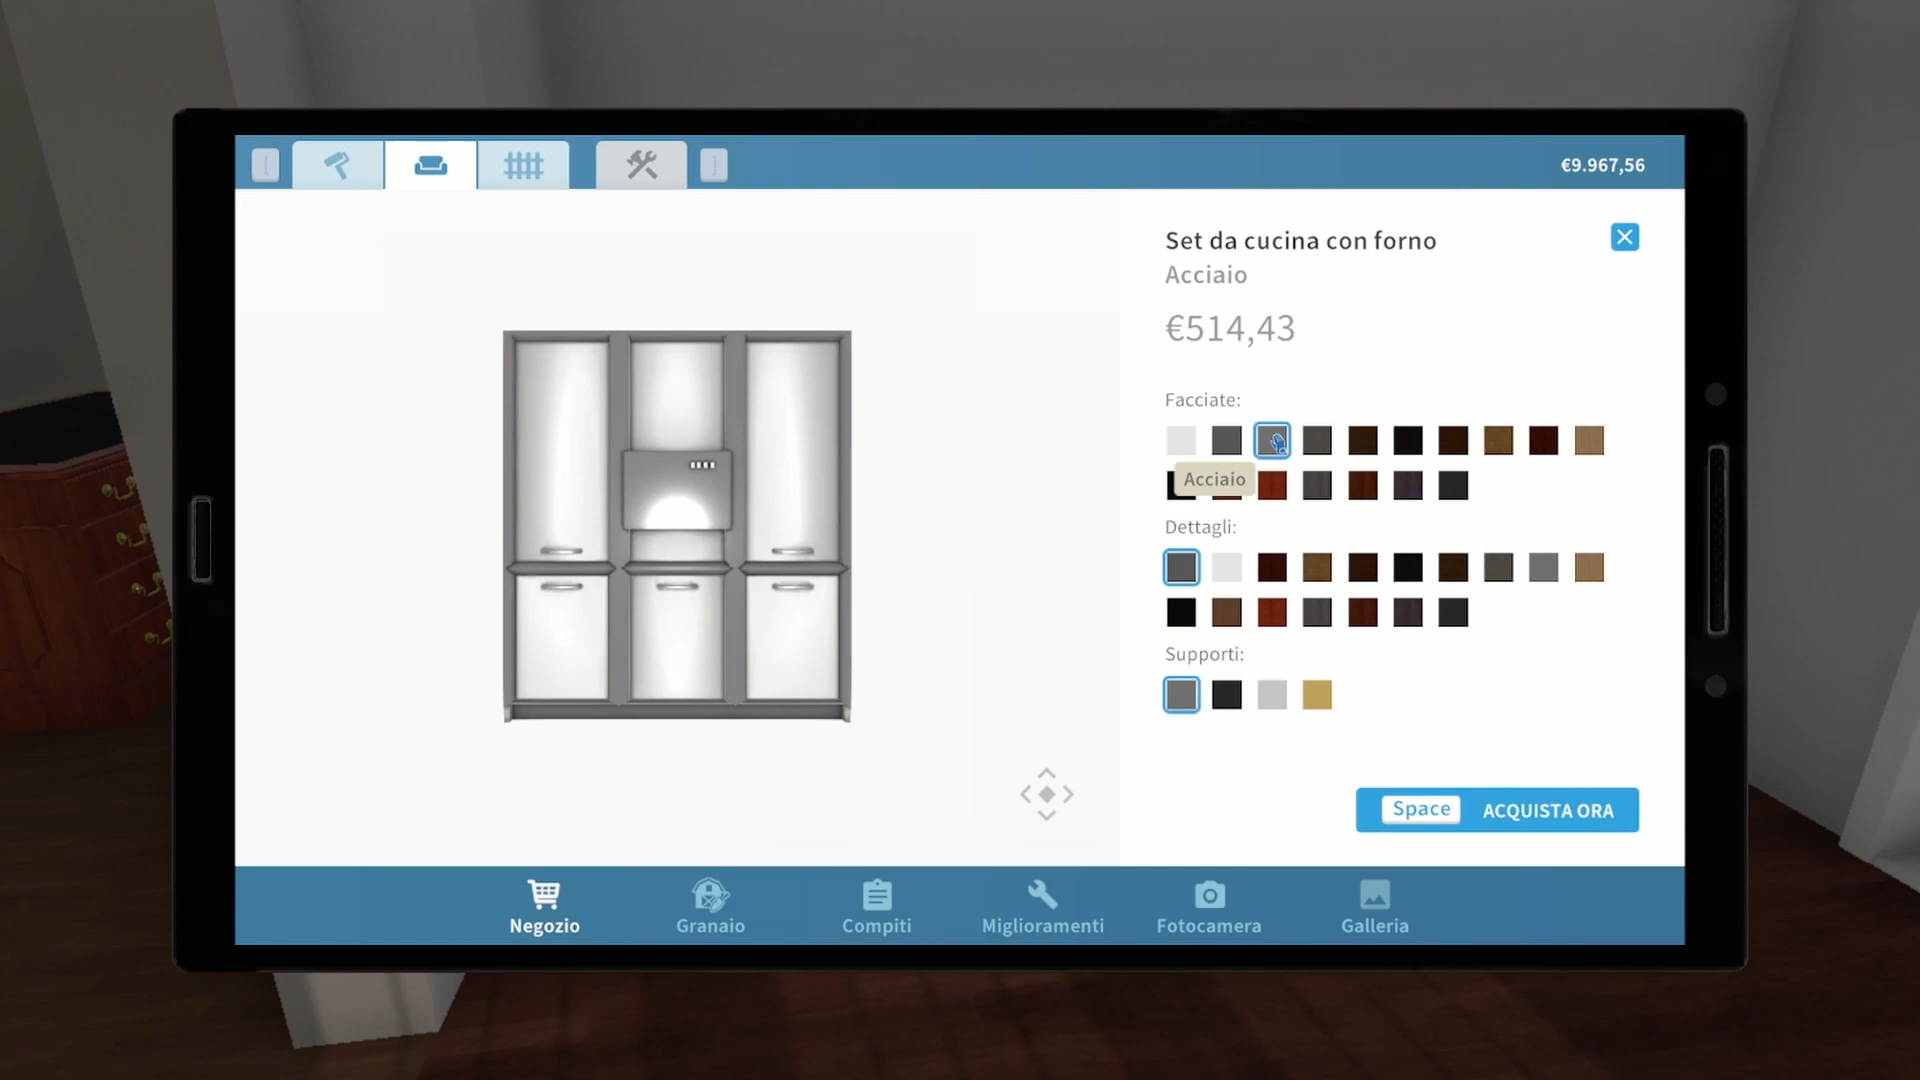 [
]
€9.967,56
Set da cucina con forno
Acciaio
€514,43
Facciate:
Acciaio
Dettagli:
Supporti:
Space ACQUISTA ORA
Negozio
Granaio
Compiti
Miglioramenti
Fotocamera
Galleria